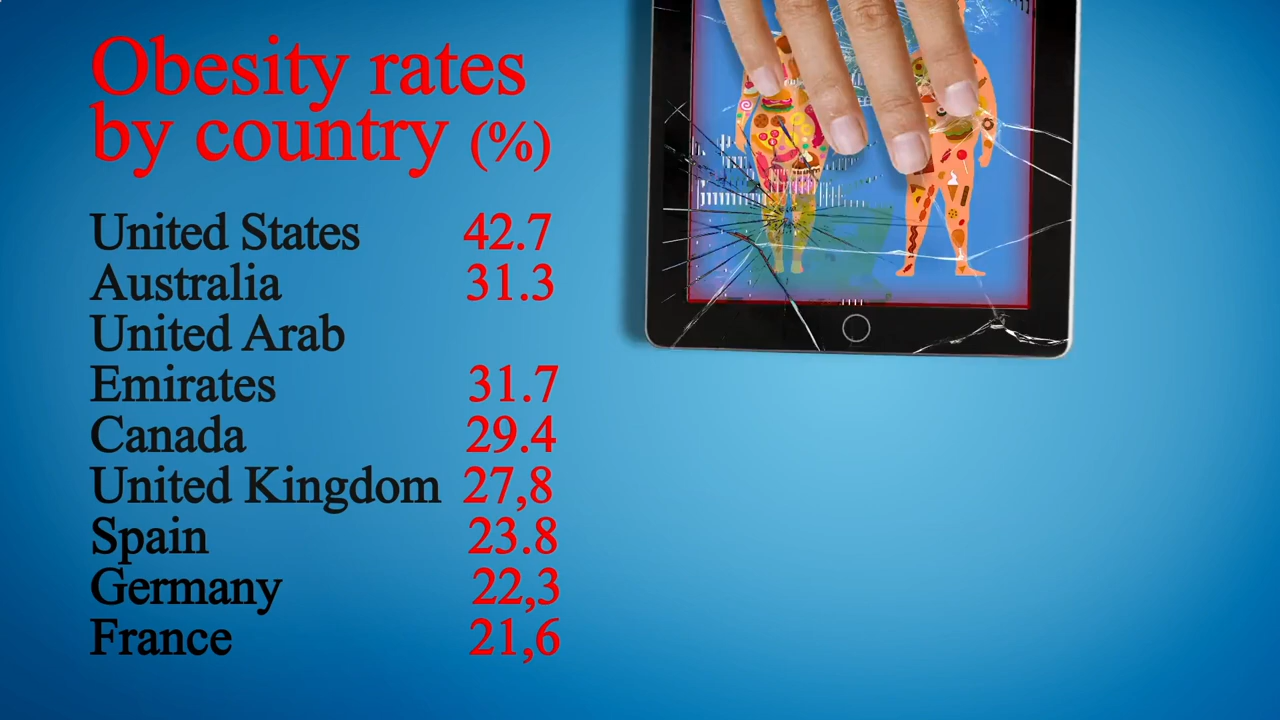 Obesity rates
by country (%)
United States 42.7
Australia 31.3
United Arab
Emirates 31.7
Canada 29.4
United Kingdom 27,8
Spain 23.8
Germany 22,3
France 21,6